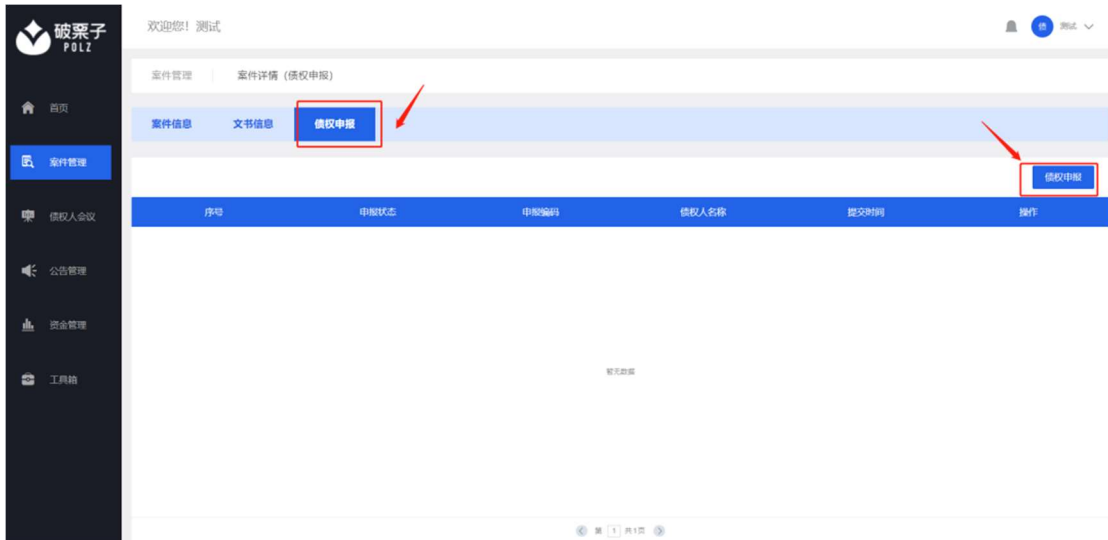 破栗子
POLZ
欢迎您！测试
债 测试
案件管理 案件详情（债权申报）
首页
案件管理
债权人会议
公告管理
资金管理
工具箱
案件信息 文书信息 债权申报
债权申报
序号 申报状态 申报编码 债权人名称 提交时间 操作
暂无数据
第 1 共1页